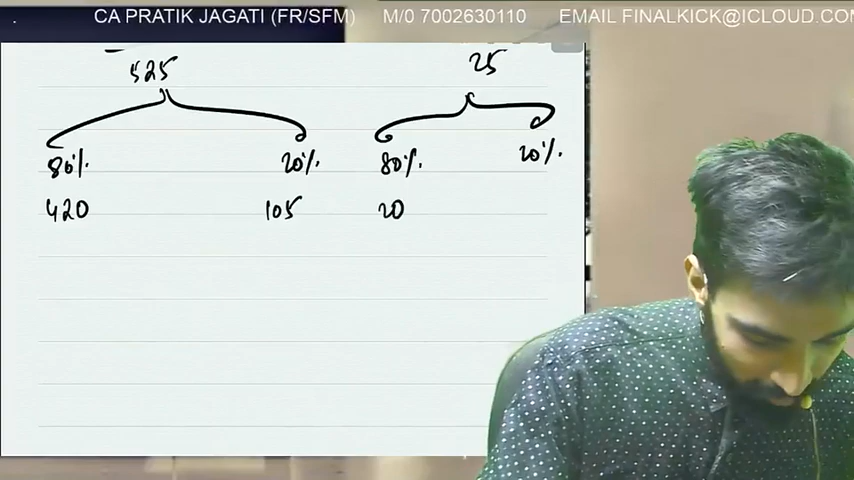 . CA PRATIK JAGATI (FR/SFM) M/0 7002630110 EMAIL FINALKICK@ICLOUD.COM
525 25
80% 20% 80% 20%
420 105 20